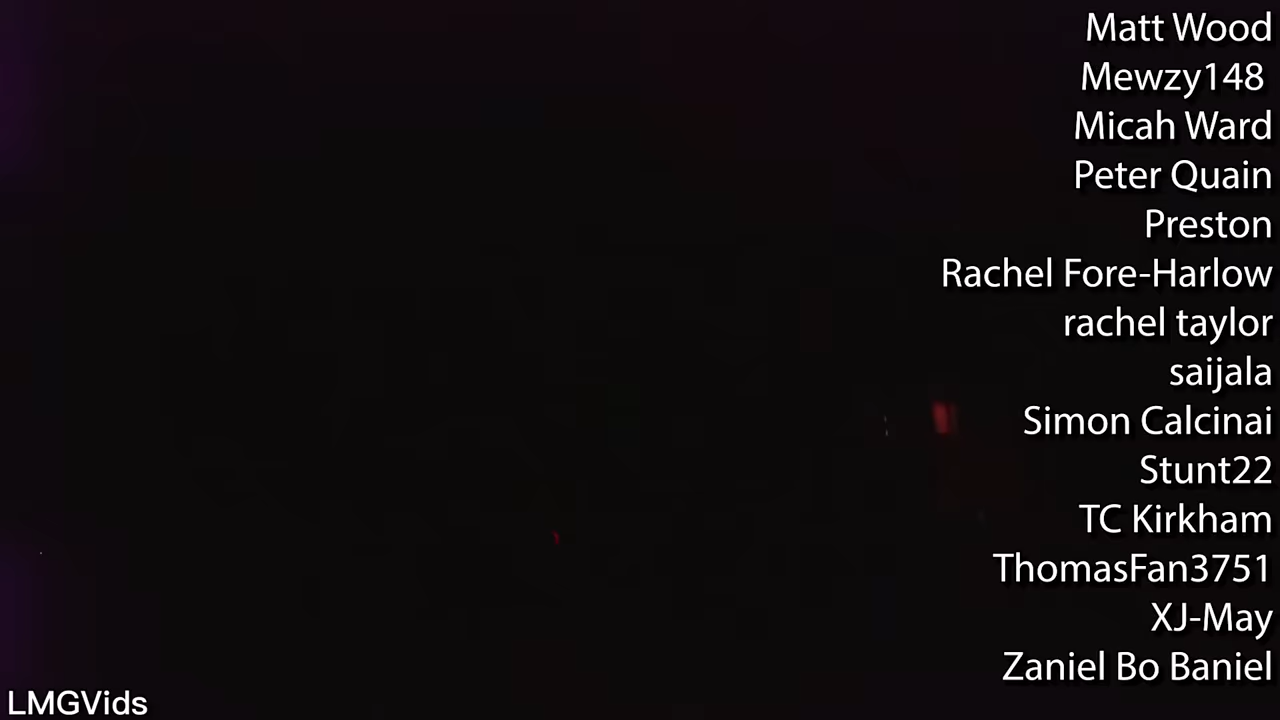 Matt Wood
Mewzy148
Micah Ward
Peter Quain
Preston
Rachel Fore-Harlow
rachel taylor
saijala
Simon Calcinai
Stunt22
TC Kirkham
ThomasFan3751
XJ-May
Zaniel Bo Baniel
LMGVids